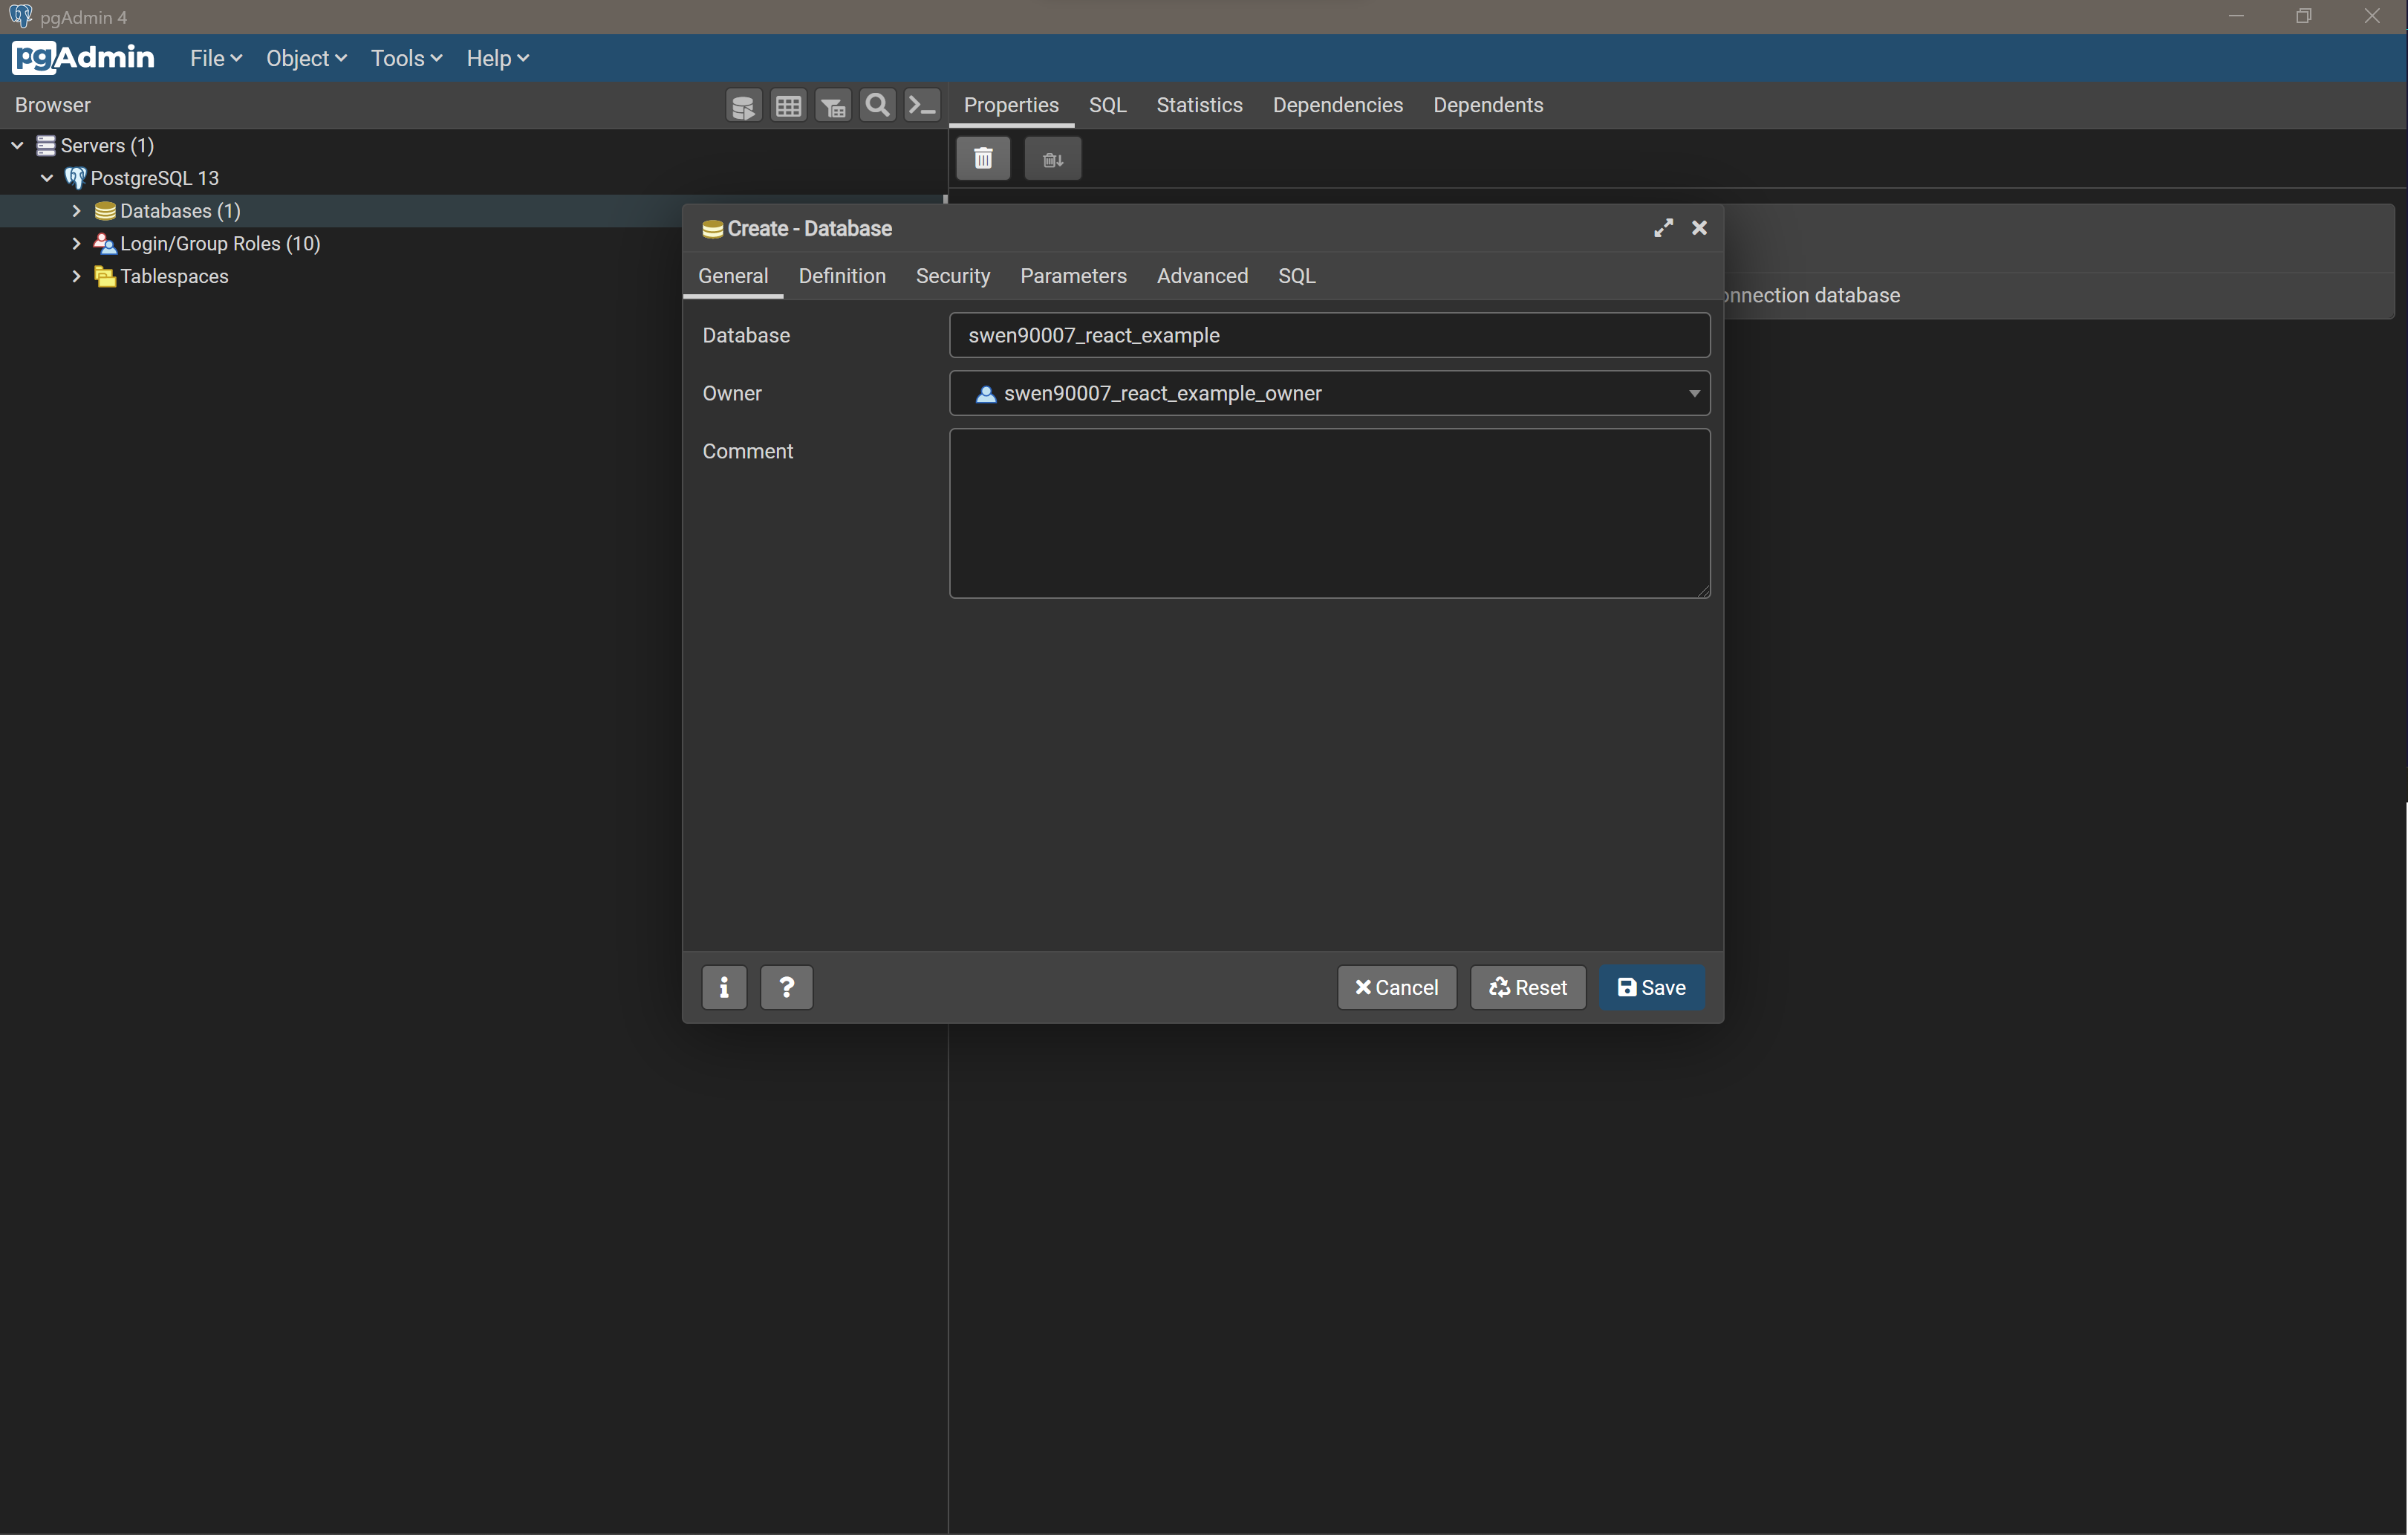 pgAdmin 4
pgAdmin File Object Tools Help
Browser
Properties SQL Statistics Dependencies Dependents
Servers (1)
PostgreSQL 13
Databases (1)
Login/Group Roles (10)
Tablespaces
Create - Database
General Definition Security Parameters Advanced SQL
onnection database
Database swen90007_react_example
Owner swen90007_react_example_owner
Comment
i ? Cancel Reset Save